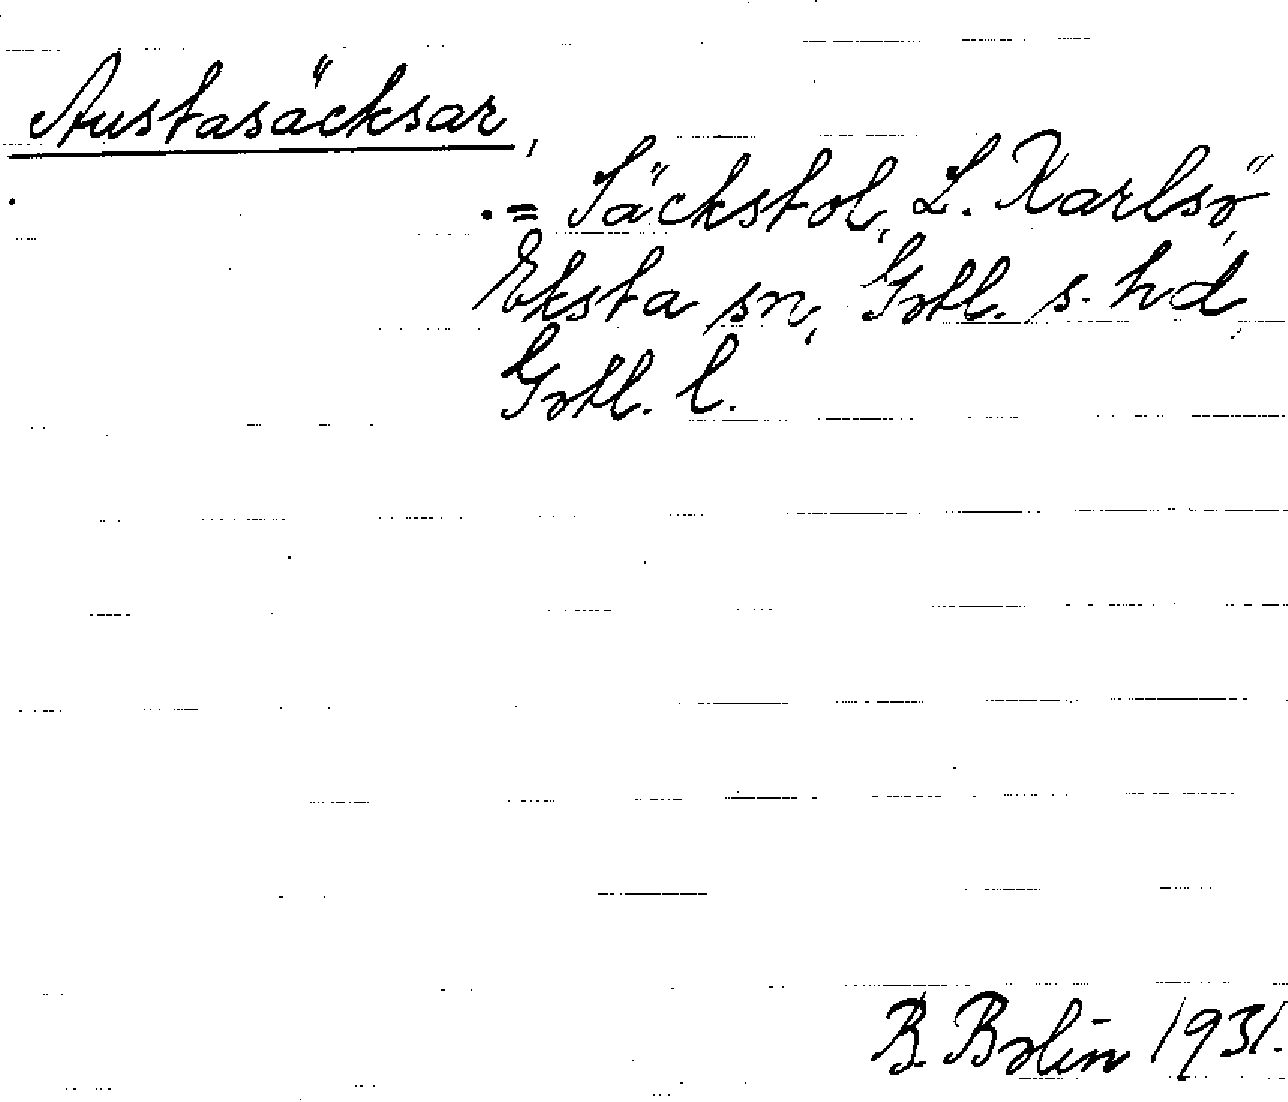 Austasäcksar,
= Säckstol, L. Karlsö,
Eksta sn, Gotl. s. hd,
Gotl. l.
B. Bolin 1931.